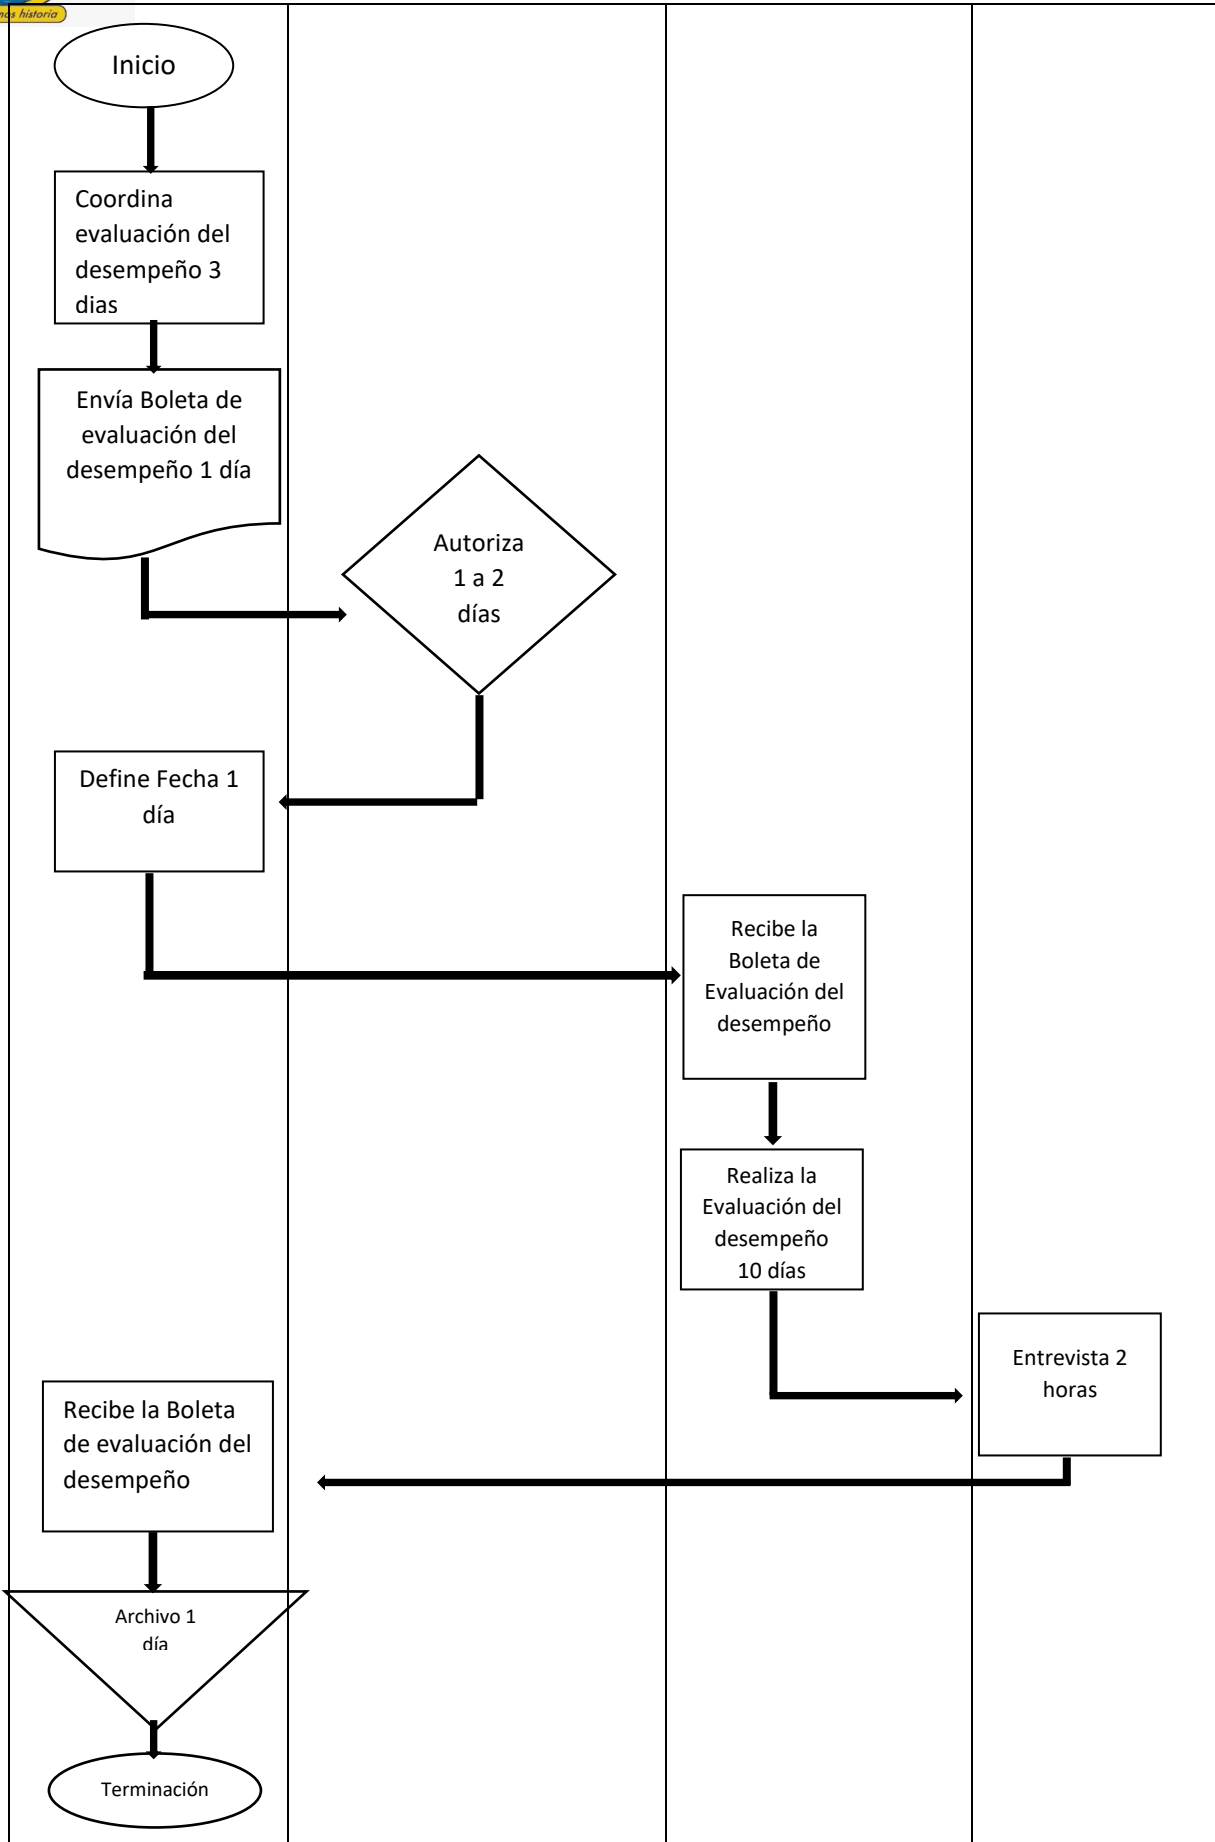 historia
Inicio
Coordina
evaluación del
desempeño 3
dias
Envía Boleta de
evaluación del
desempeño 1 día
Autoriza
1 a 2
días
Define Fecha 1
día
Recibe la
Boleta de
Evaluación del
desempeño
Realiza la
Evaluación del
desempeño
10 días
Entrevista 2
horas
Recibe la Boleta
de evaluación del
desempeño
Archivo 1
día
Terminación